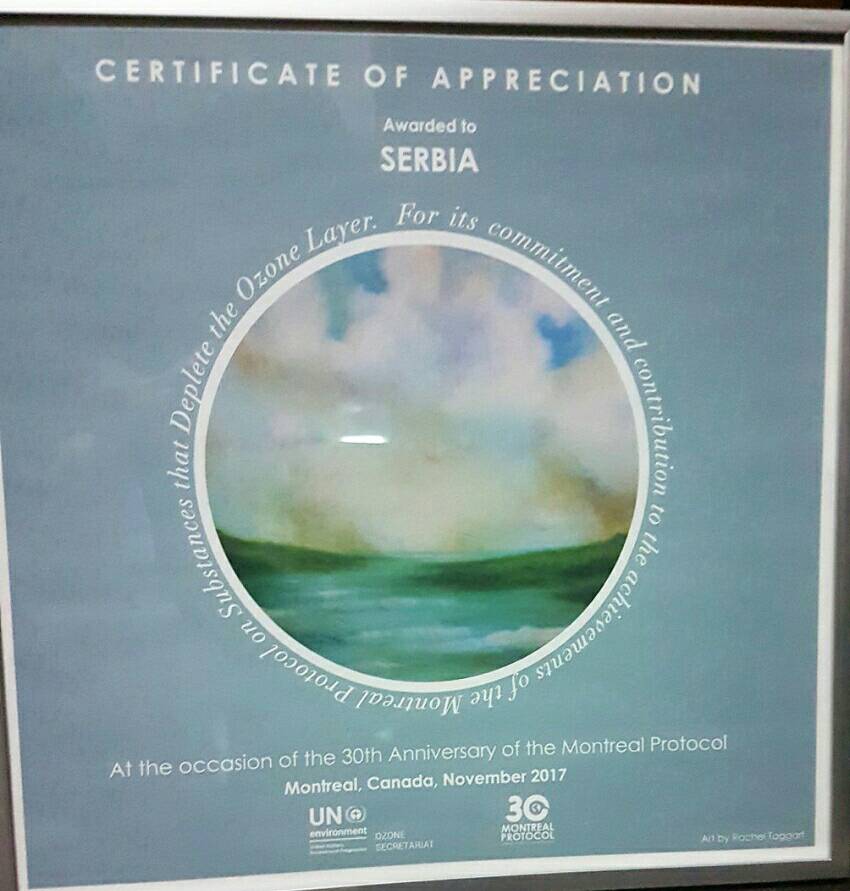 CERTIFICATE OF APPRECIATION
Awarded to
SERBIA
For its commitment and contribution to the achievements of the Montreal Protocol on Substances that Deplete the Ozone Layer.
At the occasion of the 30th Anniversary of the Montreal Protocol
Montreal, Canada, November 2017
UN
environment
OZONE
SECRETARIAT
30
MONTREAL
PROTOCOL
Art by Rachel Taggart